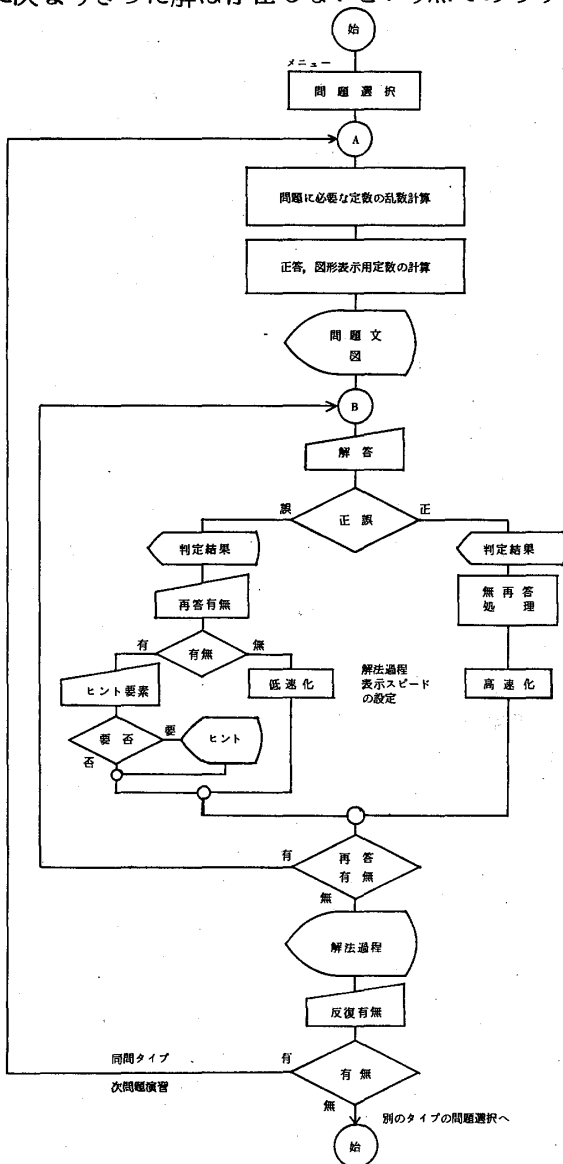 始
メニュー
問題選択
A
問題に必要な定数の乱数計算
正答,図形表示用定数の計算
問題文
図
B
解答
誤
正誤
正
判定結果
判定結果
再答有無
無再答
処理
有
有無
無
ヒント要素
低速化
解法過程
表示スピード
の設定
高速化
要否
要
ヒント
否
有
再答
有無
無
解法過程
反復有無
同問タイプ
次問題演習
有
有無
無
別のタイプの問題選択へ
始